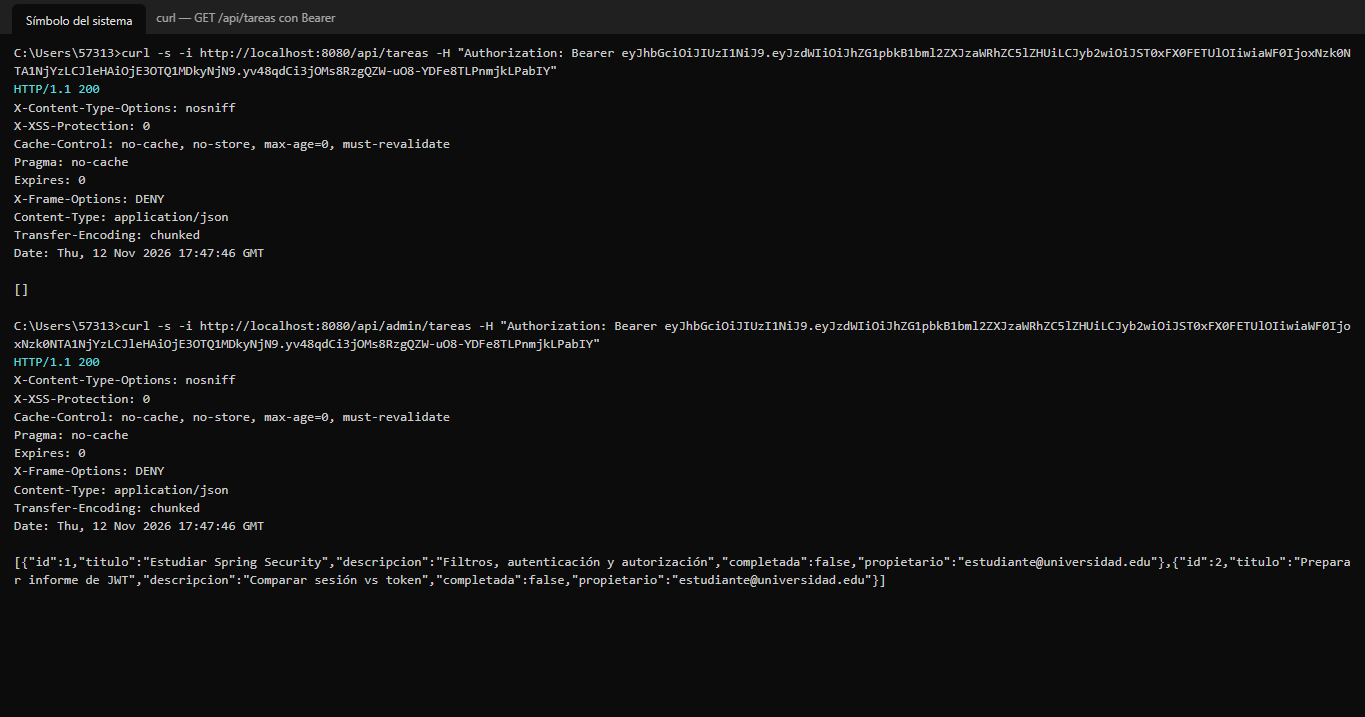 Símbolo del sistema
curl — GET /api/tareas con Bearer
C:\Users\57313>curl -s -i http://localhost:8080/api/tareas -H "Authorization: Bearer eyJhbGciOiJIUzI1NiJ9.eyJzdWIiOiJhZG1pbkB1bml2ZXJzaWRhZC5lZHUiLCJyb2wiOiJST0xFX0FETUlOIiwiaWF0IjoxNzk0N
TA1NjYzLCJleHAiOjE3OTQ1MDkyNjN9.yv48qdCi3jOMs8RzgQZW-uO8-YDFe8TLPnmjkLPabIY"
HTTP/1.1 200
X-Content-Type-Options: nosniff
X-XSS-Protection: 0
Cache-Control: no-cache, no-store, max-age=0, must-revalidate
Pragma: no-cache
Expires: 0
X-Frame-Options: DENY
Content-Type: application/json
Transfer-Encoding: chunked
Date: Thu, 12 Nov 2026 17:47:46 GMT
[]
C:\Users\57313>curl -s -i http://localhost:8080/api/admin/tareas -H "Authorization: Bearer eyJhbGciOiJIUzI1NiJ9.eyJzdWIiOiJhZG1pbkB1bml2ZXJzaWRhZC5lZHUiLCJyb2wiOiJST0xFX0FETUlOIiwiaWF0Ijo
xNzk0NTA1NjYzLCJleHAiOjE3OTQ1MDkyNjN9.yv48qdCi3jOMs8RzgQZW-uO8-YDFe8TLPnmjkLPabIY"
HTTP/1.1 200
X-Content-Type-Options: nosniff
X-XSS-Protection: 0
Cache-Control: no-cache, no-store, max-age=0, must-revalidate
Pragma: no-cache
Expires: 0
X-Frame-Options: DENY
Content-Type: application/json
Transfer-Encoding: chunked
Date: Thu, 12 Nov 2026 17:47:46 GMT
[{"id":1,"titulo":"Estudiar Spring Security","descripcion":"Filtros, autenticación y autorización","completada":false,"propietario":"estudiante@universidad.edu"},{"id":2,"titulo":"Prepara
r informe de JWT","descripcion":"Comparar sesión vs token","completada":false,"propietario":"estudiante@universidad.edu"}]